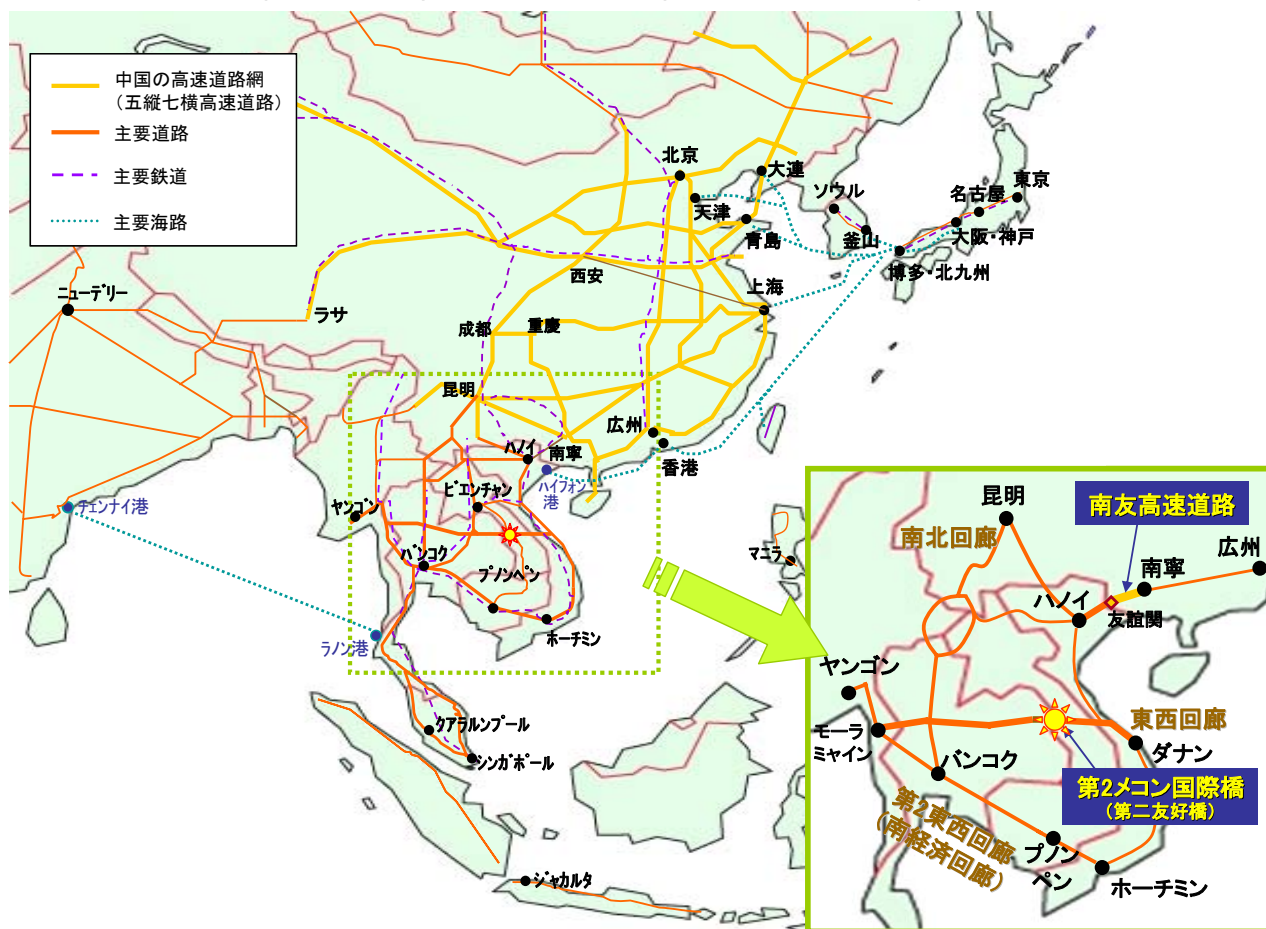 中国の高速道路網
(五縦七横高速道路)
主要道路
主要鉄道
主要海路
北京
大連
天津
青島
ソウル
釜山
名古屋
東京
大阪・神戸
博多・北九州
西安
上海
ニューデリー
ラサ
成都
重慶
昆明
広州
香港
ハノイ
南寧
ハイフォン
港
ビエンチャン
ヤンゴン
チェンナイ港
バンコク
プノンペン
ホーチミン
マニラ
ラノン港
クアラルンプール
シンガポール
ジャカルタ
昆明
南北回廊
南友高速道路
広州
南寧
ハノイ
友誼関
ヤンゴン
モーラ
ミャイン
東西回廊
ダナン
バンコク
第2メコン国際橋
(第二友好橋)
第2東西回廊
(南経済回廊)
プノン
ペン
ホーチミン